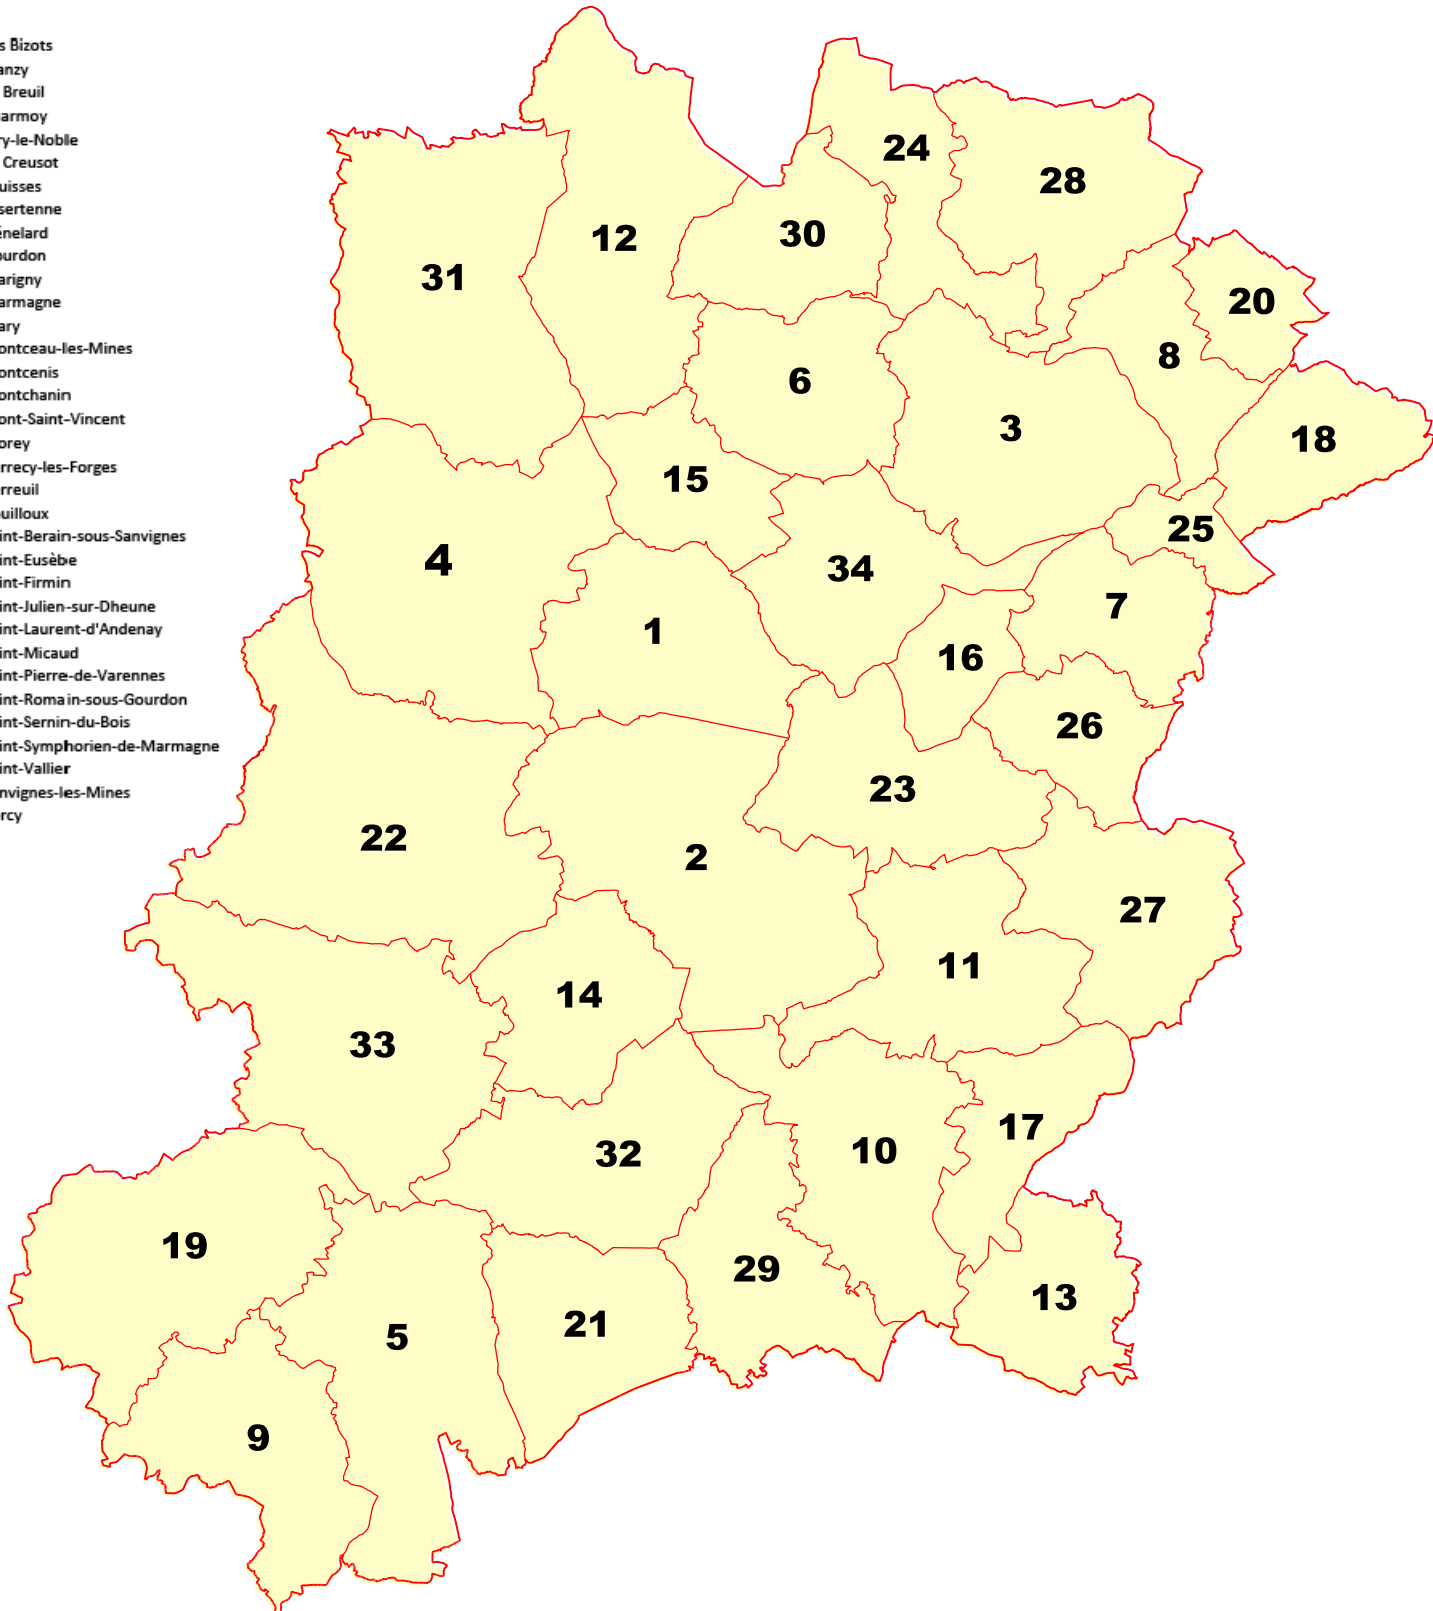 s Bizots
anzy
Breuil
armoy
ry-le-Noble
Creusot
uisses
sertenne
énelard
ourdon
arigny
armagne
ary
ontceau-les-Mines
ontcenis
ontchanin
ont-Saint-Vincent
orey
rrecy-les-Forges
rreuil
uilloux
int-Berain-sous-Sanvignes
int-Eusèbe
int-Firmin
int-Julien-sur-Dheune
int-Laurent-d'Andenay
int-Micaud
int-Pierre-de-Varennes
int-Romain-sous-Gourdon
int-Sernin-du-Bois
int-Symphorien-de-Marmagne
int-Vallier
nvignes-les-Mines
rcy
24
28
12
30
31
20
8
6
3
18
15
25
4
34
7
1
16
26
23
22
2
27
11
14
33
17
10
32
19
29
13
21
5
9